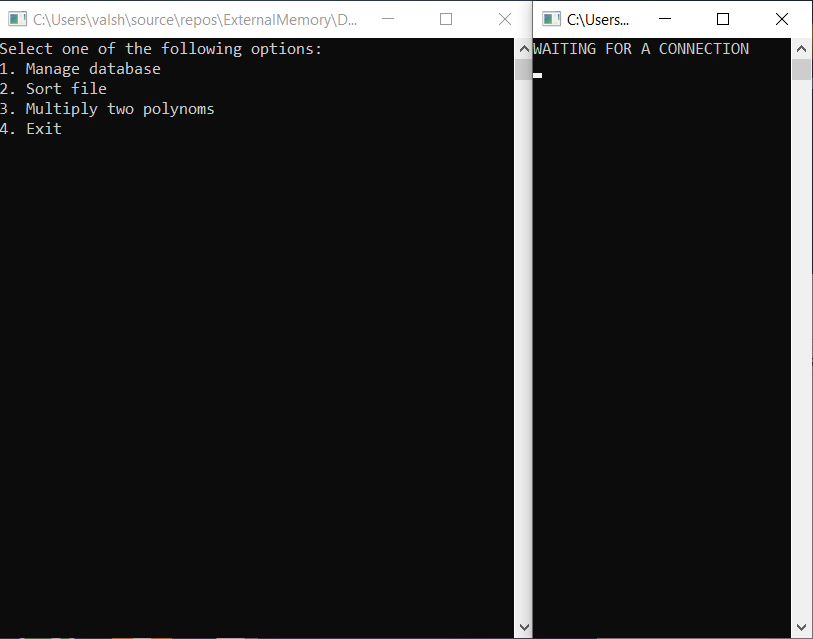 C:\Users\valsh\source\repos\ExternalMemory\D...
Select one of the following options:
1. Manage database
2. Sort file
3. Multiply two polynoms
4. Exit
C:\Users...
WAITING FOR A CONNECTION